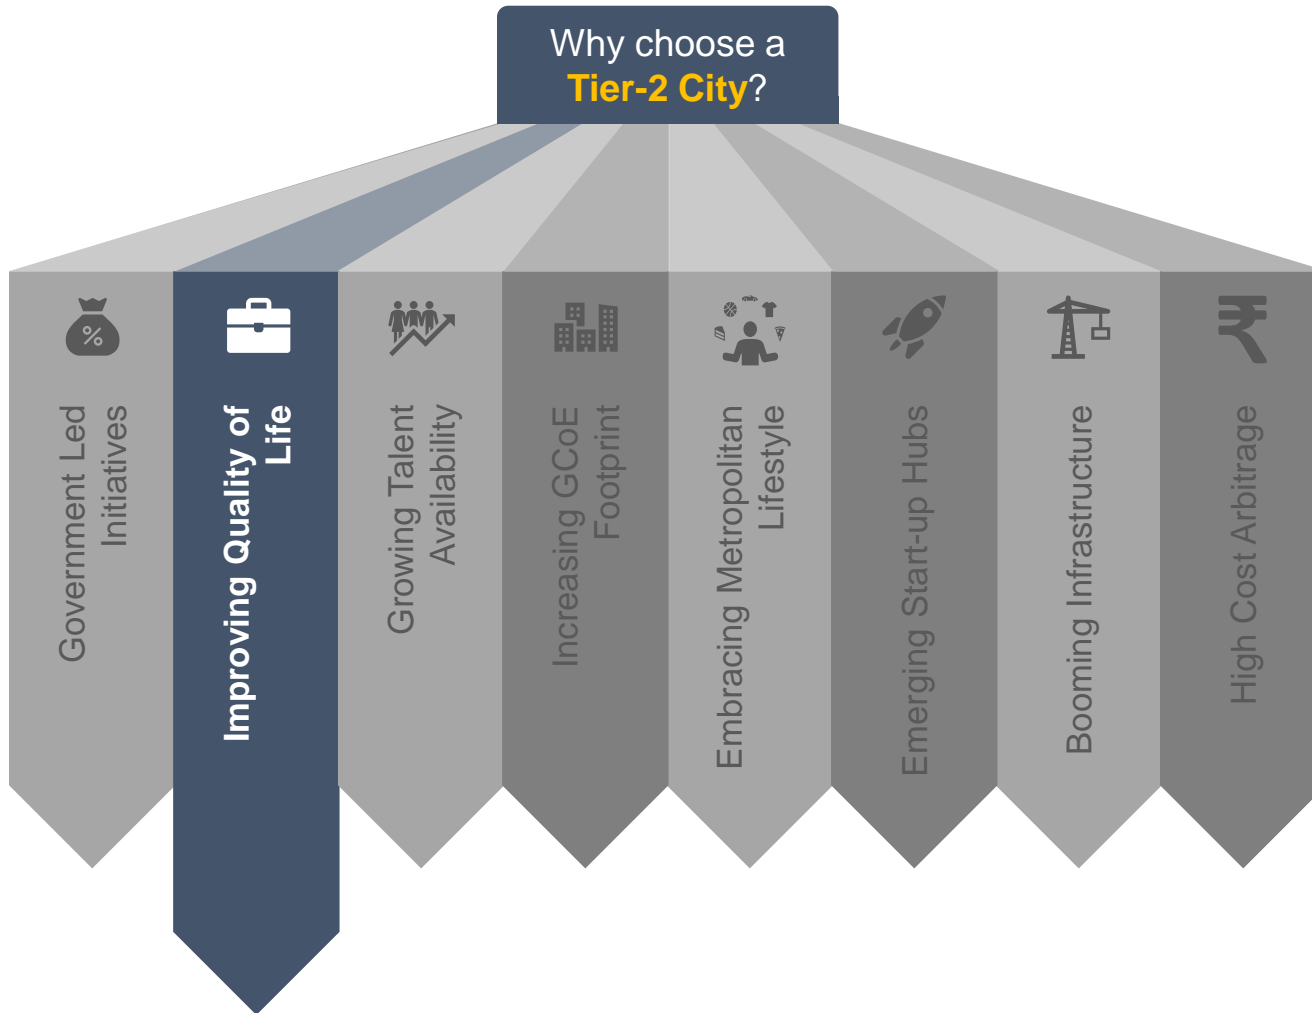 Why choose a
Tier-2 City?
%
Government Led
Initiatives
Improving Quality of
Life
Growing Talent
Availability
Increasing GCoE
Footprint
Embracing Metropolitan
Lifestyle
Emerging Start-up Hubs
Booming Infrastructure
₹
High Cost Arbitrage